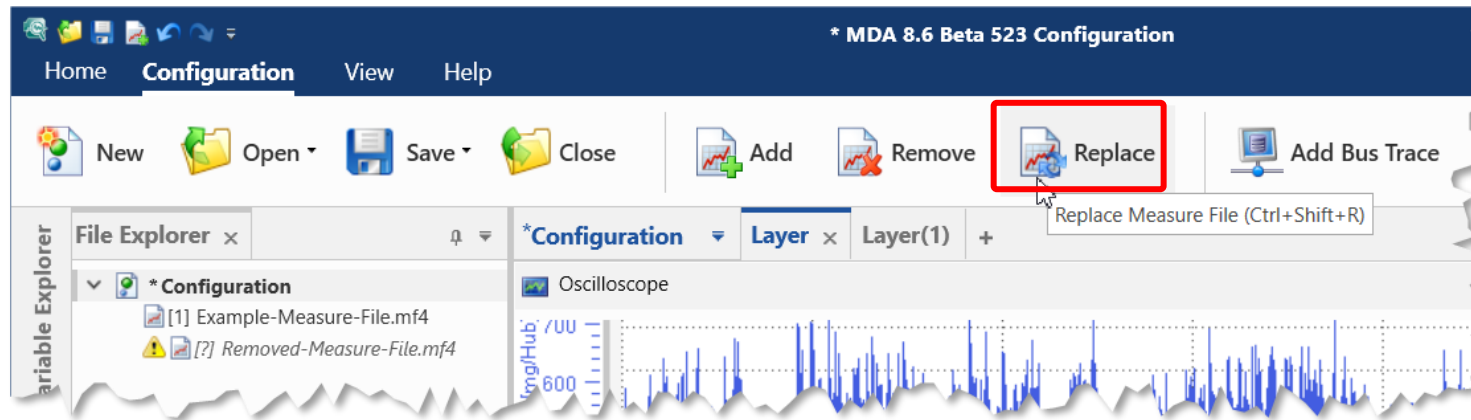 * MDA 8.6 Beta 523 Configuration
Home Configuration View Help
New Open Save Close Add Remove Replace Add Bus Trace
Replace Measure File (Ctrl+Shift+R)
File Explorer *Configuration Layer Layer(1) +
* Configuration
Oscilloscope
[1] Example-Measure-File.mf4
[?] Removed-Measure-File.mf4
700
600
Explorer